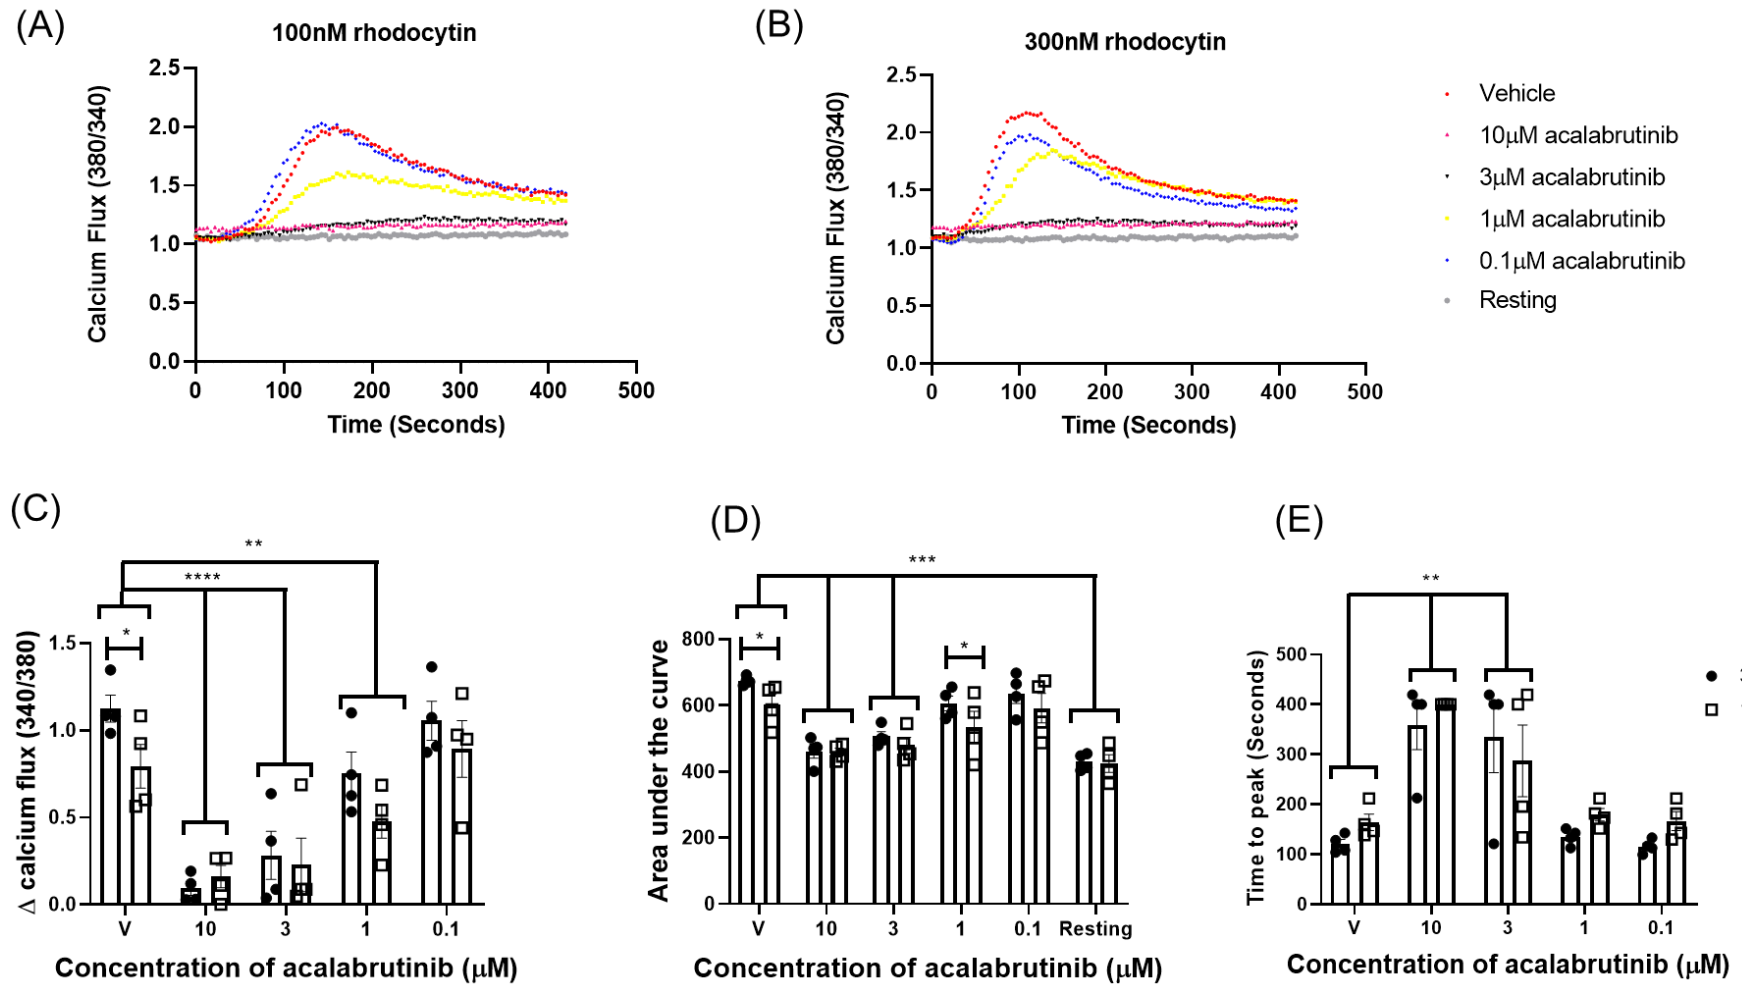 (A)
100nM rhodocytin
2.5
2.0
1.5
1.0
0.5
0.0
Calcium Flux (380/340)
0 100 200 300 400 500
Time (Seconds)
(B)
300nM rhodocytin
2.5
2.0
1.5
1.0
0.5
0.0
Calcium Flux (380/340)
0 100 200 300 400 500
Time (Seconds)
Vehicle
10μM acalabrutinib
3μM acalabrutinib
1μM acalabrutinib
0.1μM acalabrutinib
Resting
(C)
**
****
*
1.5
1.0
0.5
0.0
Δ calcium flux (340/380)
V 10 3 1 0.1
Concentration of acalabrutinib (μM)
(D)
***
*
*
800
600
400
200
0
Area under the curve
V 10 3 1 0.1 Resting
Concentration of acalabrutinib (μM)
(E)
**
500
400
300
200
100
0
Time to peak (Seconds)
V 10 3 1 0.1
Concentration of acalabrutinib (μM)